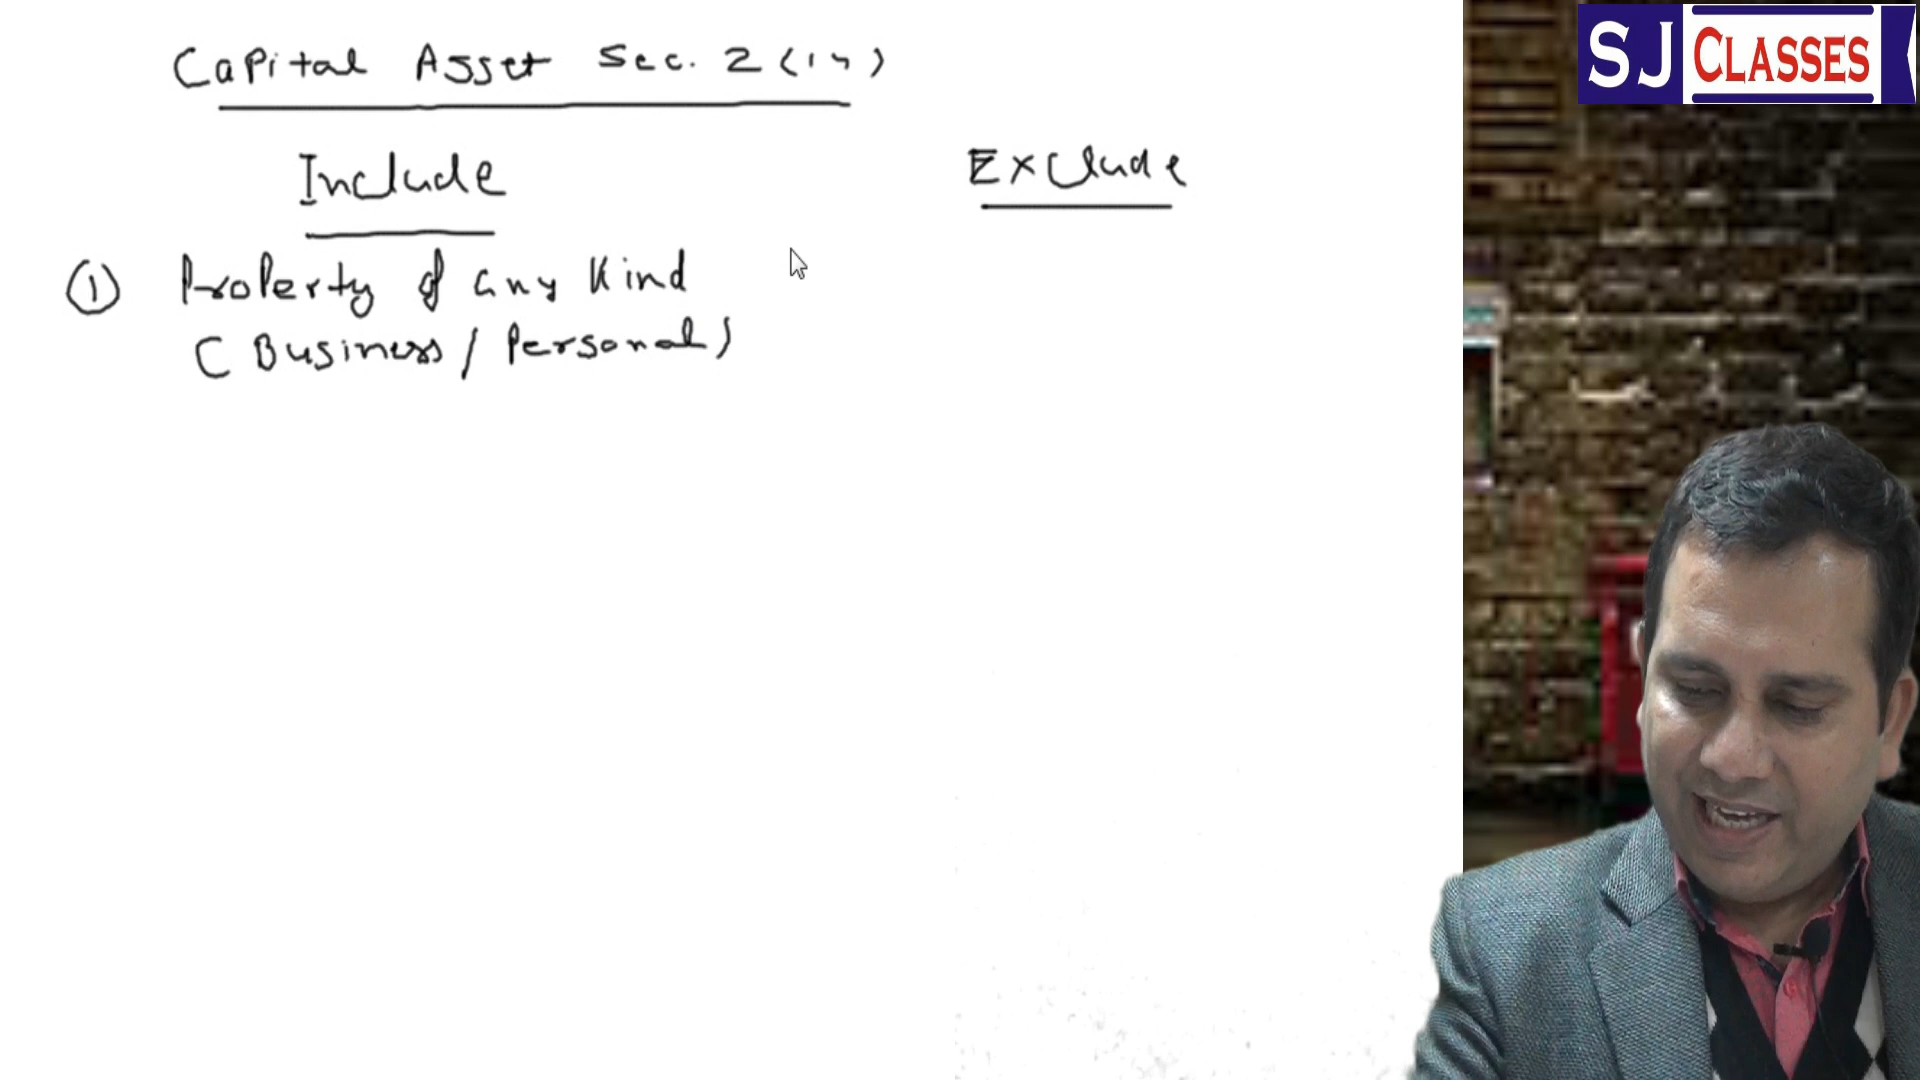 SJ CLASSES
Capital Asset Sec. 2(14)
Include
Exclude
① Property of any Kind
(Business/Personal)